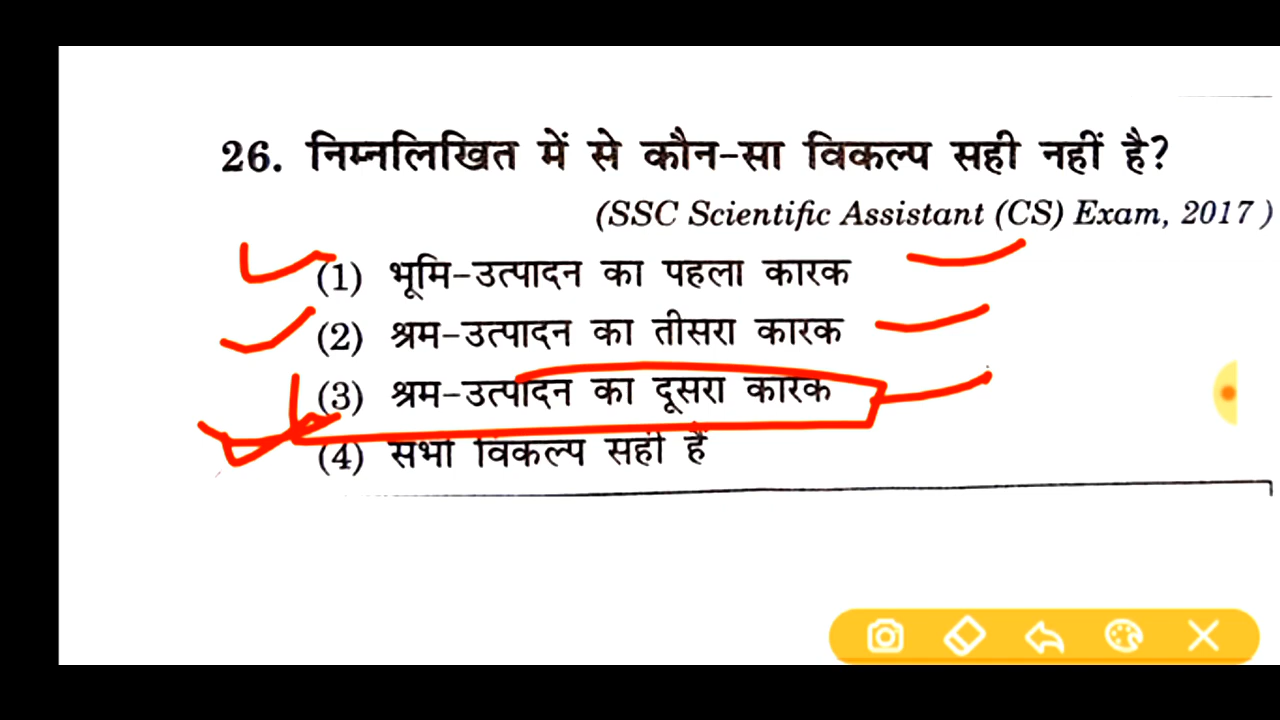 26. निम्नलिखित में से कौन-सा विकल्प सही नहीं है?
(SSC Scientific Assistant (CS) Exam, 2017)
(1) भूमि-उत्पादन का पहला कारक
(2) श्रम-उत्पादन का तीसरा कारक
(3) श्रम-उत्पादन का दूसरा कारक
(4) सभी विकल्प सही हैं